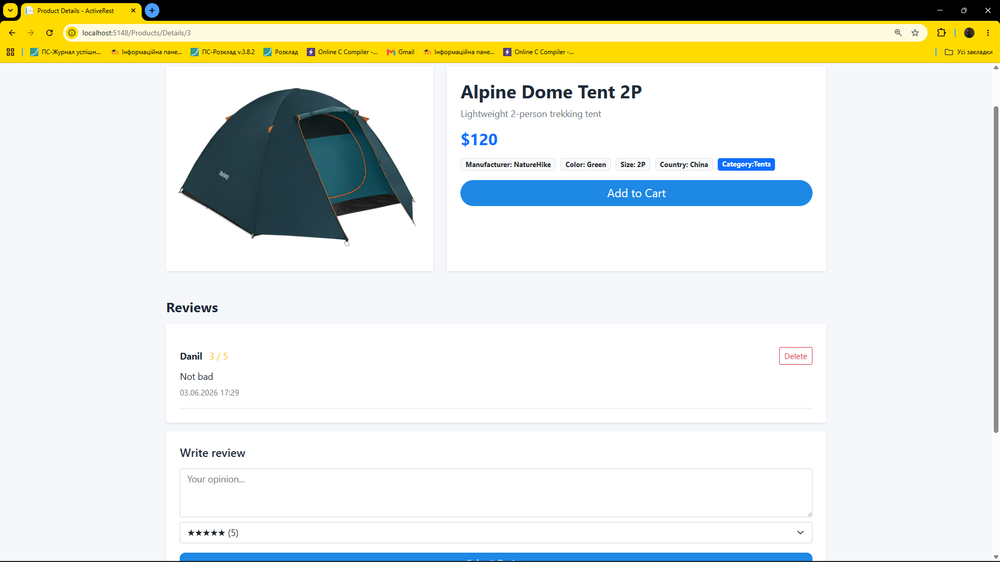 Product Details - ActiveRest
localhost:5148/Products/Details/3
ПС-Журнал успішн...
Інформаційна пане...
ПС-Розклад v.3.8.2
Розклад
Online C Compiler -...
Gmail
Інформаційна пане...
Online C Compiler -...
Усі закладки
Bestway
Alpine Dome Tent 2P
Lightweight 2-person trekking tent
$120
Manufacturer: NatureHike
Color: Green
Size: 2P
Country: China
Category:Tents
Add to Cart
Reviews
Danil 3 / 5
Delete
Not bad
03.06.2026 17:29
Write review
Your opinion...
★★★★★ (5)